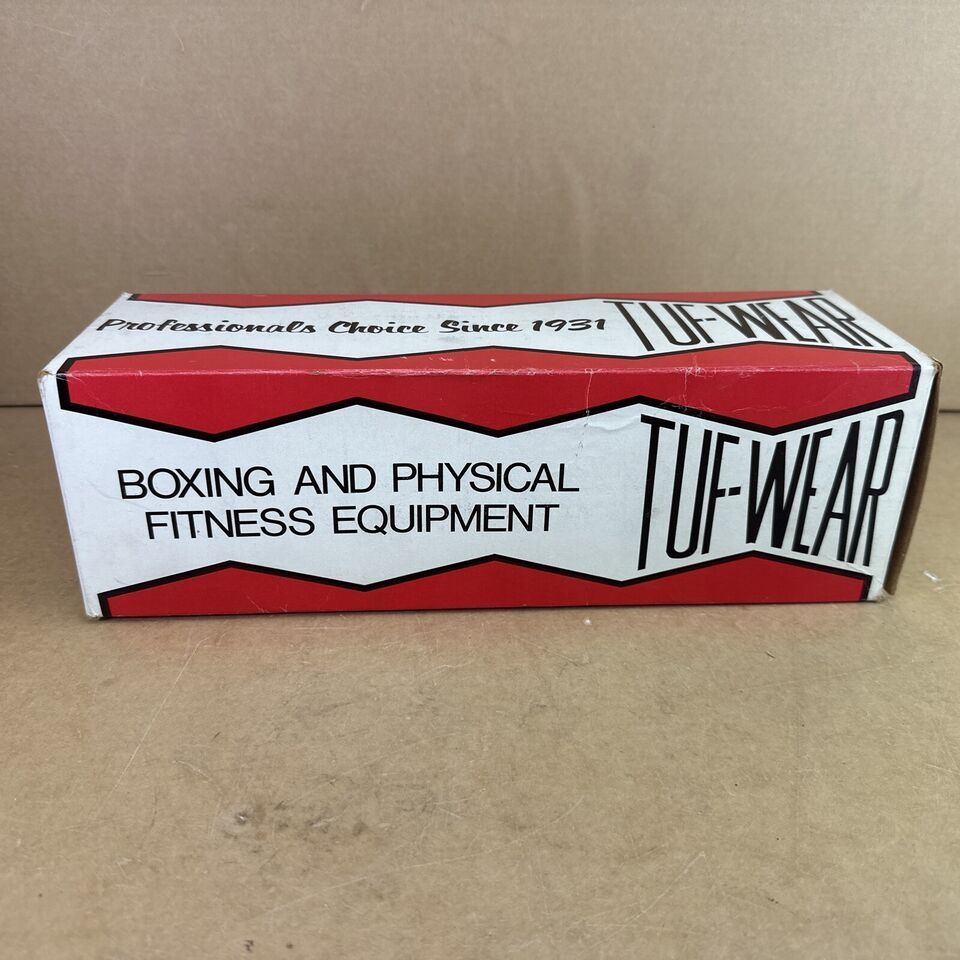 Professionals Choice Since 1931 TUF-WEAR
BOXING AND PHYSICAL
FITNESS EQUIPMENT
TUF-WEAR